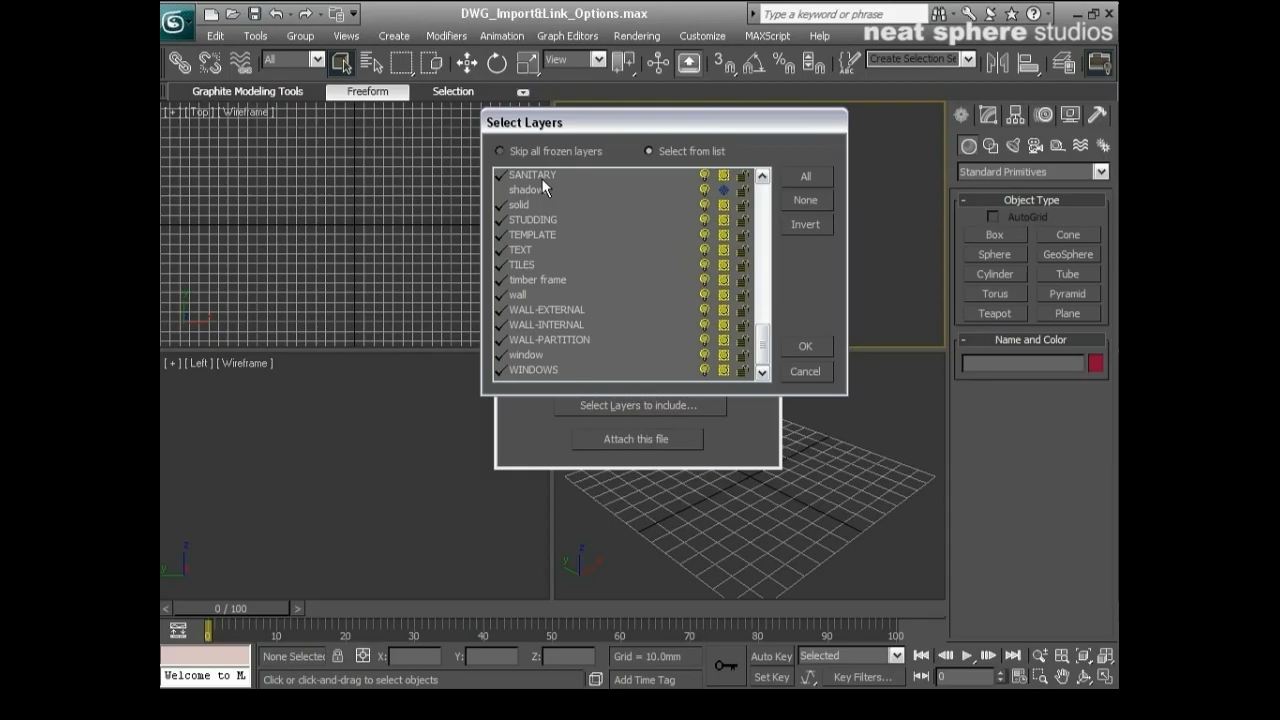 DWG_Import&Link_Options.max
Type a keyword or phrase
Edit Tools Group Views Create Modifiers Animation Graph Editors Rendering Customize MAXScript Help
neat sphere studios
All
View
Create Selection Se
Graphite Modeling Tools Freeform Selection
[ + ] [ Top ] [ Wireframe ]
Select Layers
Skip all frozen layers
Select from list
SANITARY
shadow
solid
STUDDING
TEMPLATE
TEXT
TILES
timber frame
wall
WALL-EXTERNAL
WALL-INTERNAL
WALL-PARTITION
window
WINDOWS
All
None
Invert
OK
Cancel
Select Layers to include...
Attach this file
[ + ] [ Left ] [ Wireframe ]
Standard Primitives
- Object Type
AutoGrid
Box Cone
Sphere GeoSphere
Cylinder Tube
Torus Pyramid
Teapot Plane
- Name and Color
< 0 / 100 >
0 10 20 30 40 50 60 70 80 90 100
None Selected X: Y: Z: Grid = 10.0mm Auto Key Selected
Welcome to M Click or click-and-drag to select objects Add Time Tag Set Key Key Filters... 0